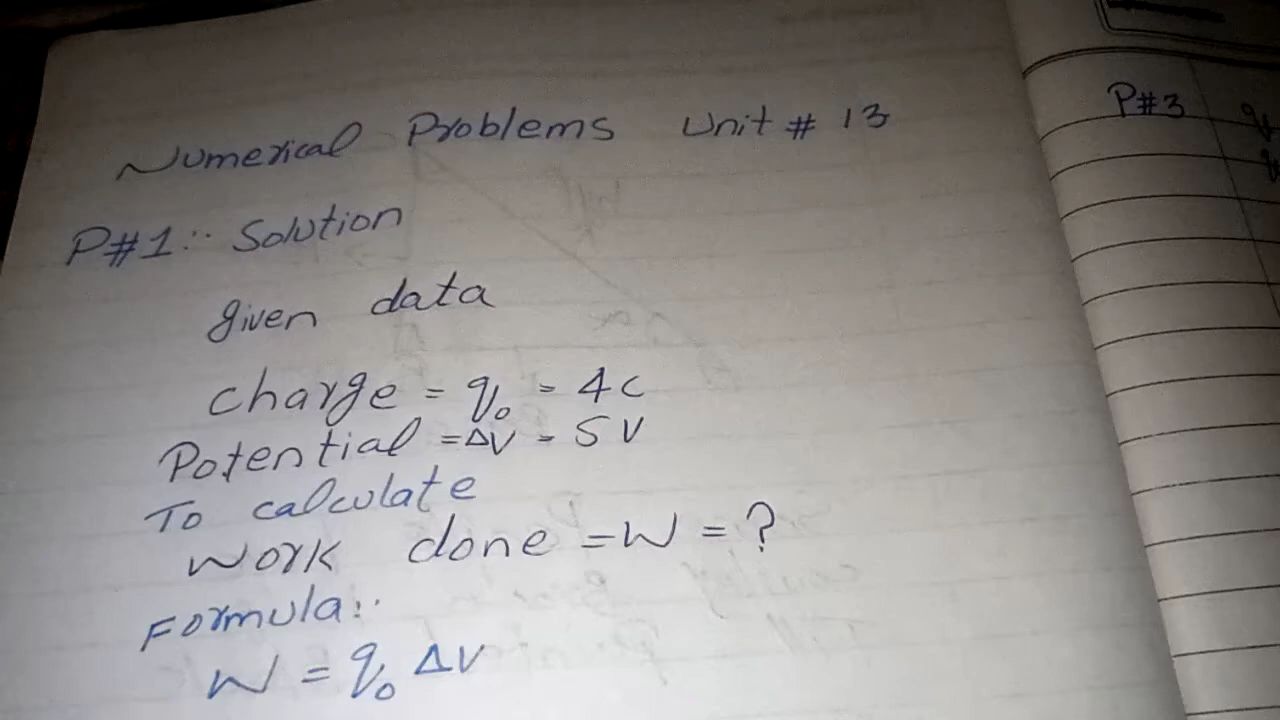 Numerical Problems Unit # 13
P#1:: Solution
given data
charge = q₀ = 4C
Potential = ΔV = 5V
To calculate
Work done = W = ?
Formula::
W = q₀ ΔV
P#3